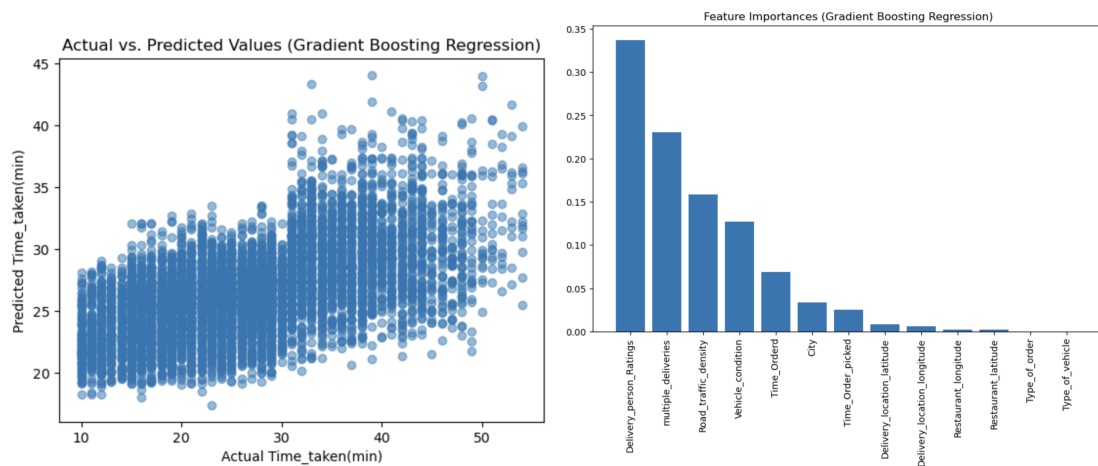 Actual vs. Predicted Values (Gradient Boosting Regression)
45
40
35
30
25
20
Predicted Time_taken(min)
10 20 30 40 50
Actual Time_taken(min)
Feature Importances (Gradient Boosting Regression)
0.35
0.30
0.25
0.20
0.15
0.10
0.05
0.00
Delivery_person_Ratings
multiple_deliveries
Road_traffic_density
Vehicle_condition
Time_Orderd
City
Time_Order_picked
Delivery_location_latitude
Delivery_location_longitude
Restaurant_longitude
Restaurant_latitude
Type_of_order
Type_of_vehicle